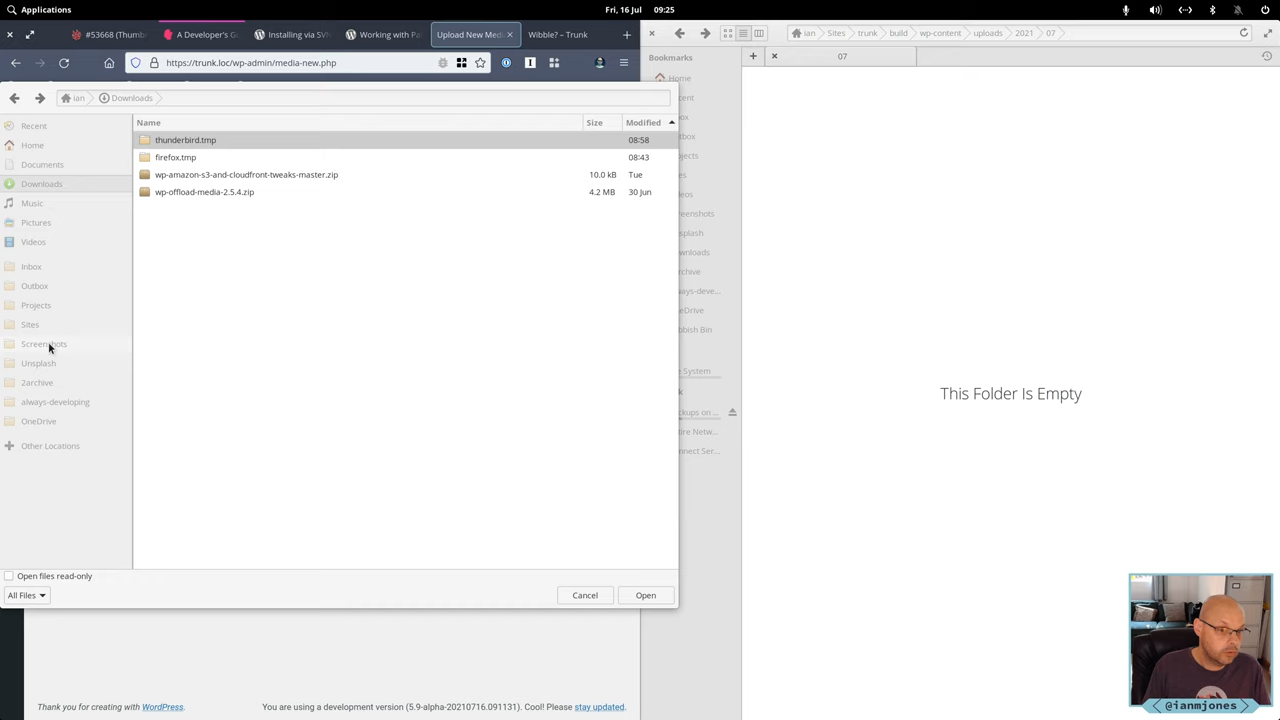 Applications
Fri, 16 Jul
09:25
#53668 (Thumb
A Developer's G
Installing via SV
Working with Pa
Upload New Medi
Wibble? – Trunk
https://trunk.loc/wp-admin/media-new.php
ian
Sites
trunk
build
wp-content
uploads
2021
07
Bookmarks
Home
07
ian
Downloads
Name
Size
Modified
Recent
Home
Documents
Downloads
Music
Pictures
Videos
Inbox
Outbox
Projects
Sites
Screenshots
Unsplash
2archive
always-developing
OneDrive
Other Locations
thunderbird.tmp
08:58
firefox.tmp
08:43
wp-amazon-s3-and-cloudfront-tweaks-master.zip
10.0 kB
Tue
wp-offload-media-2.5.4.zip
4.2 MB
30 Jun
This Folder Is Empty
Open files read-only
All Files
Cancel
Open
Thank you for creating with WordPress.
You are using a development version (5.9-alpha-20210716.091131). Cool! Please stay updated.
@ianmjones